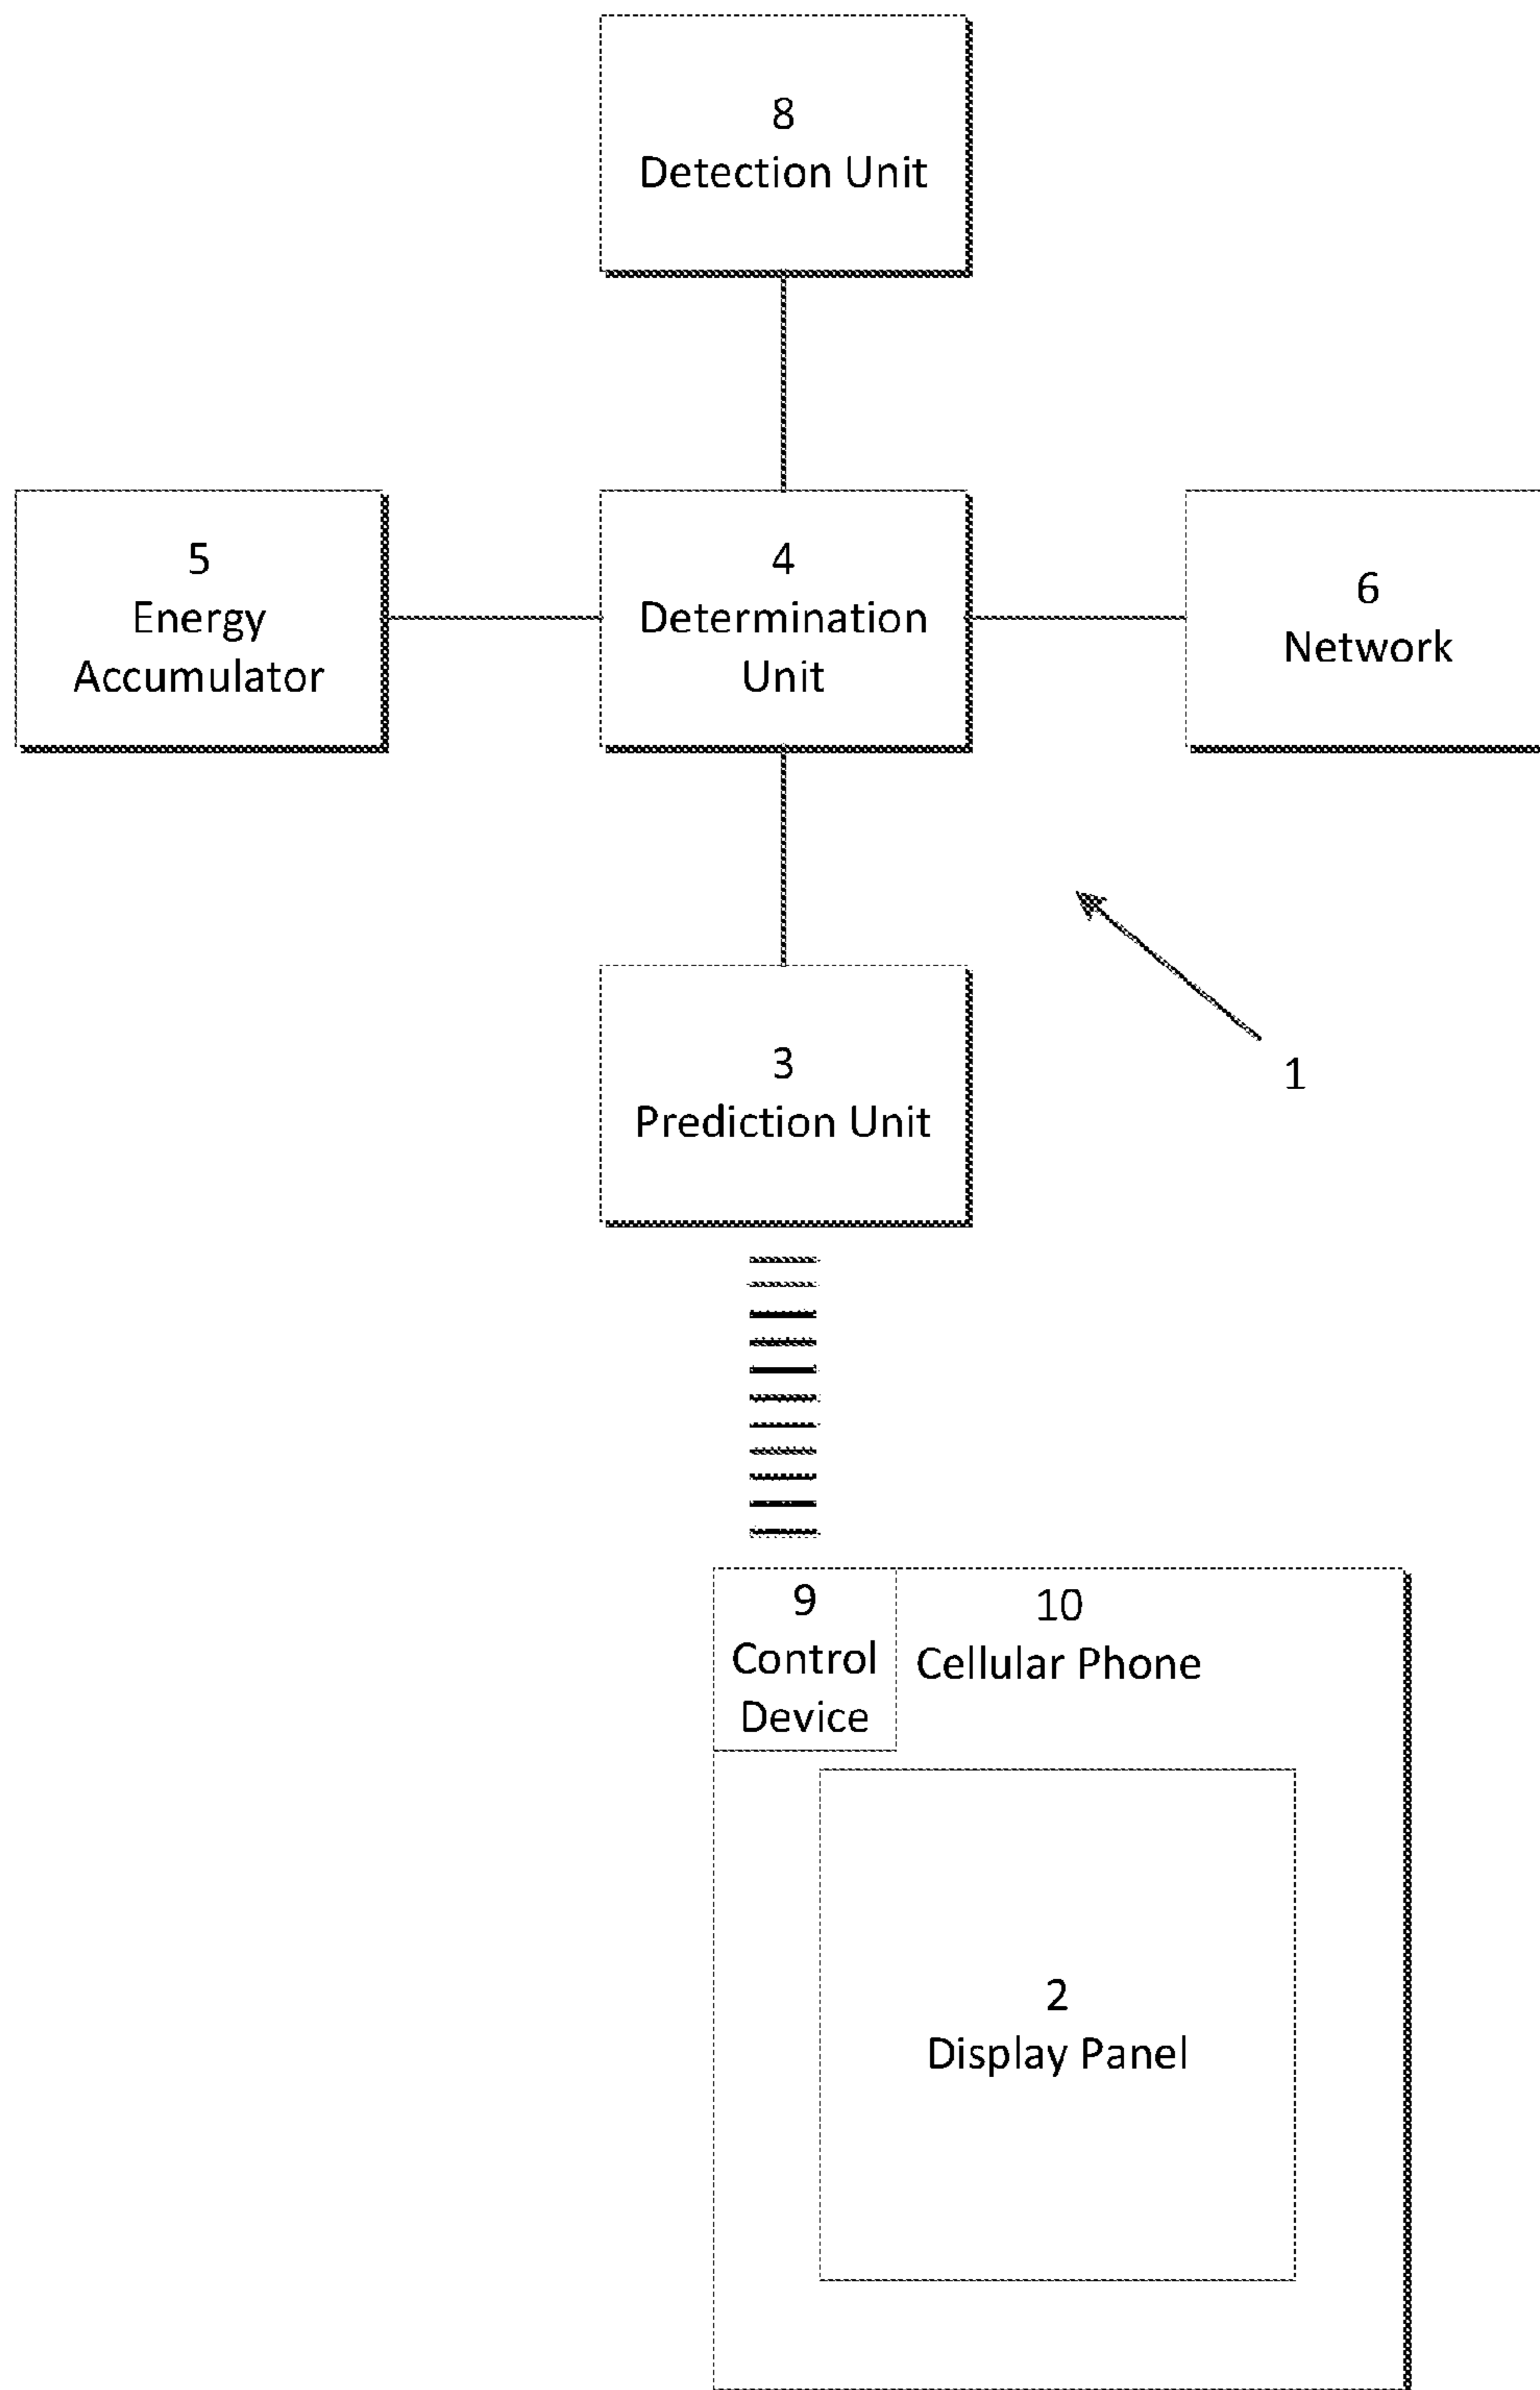 8
Detection Unit
5
Energy
Accumulator
4
Determination
Unit
6
Network
1
3
Prediction Unit
9
Control
Device
10
Cellular Phone
2
Display Panel